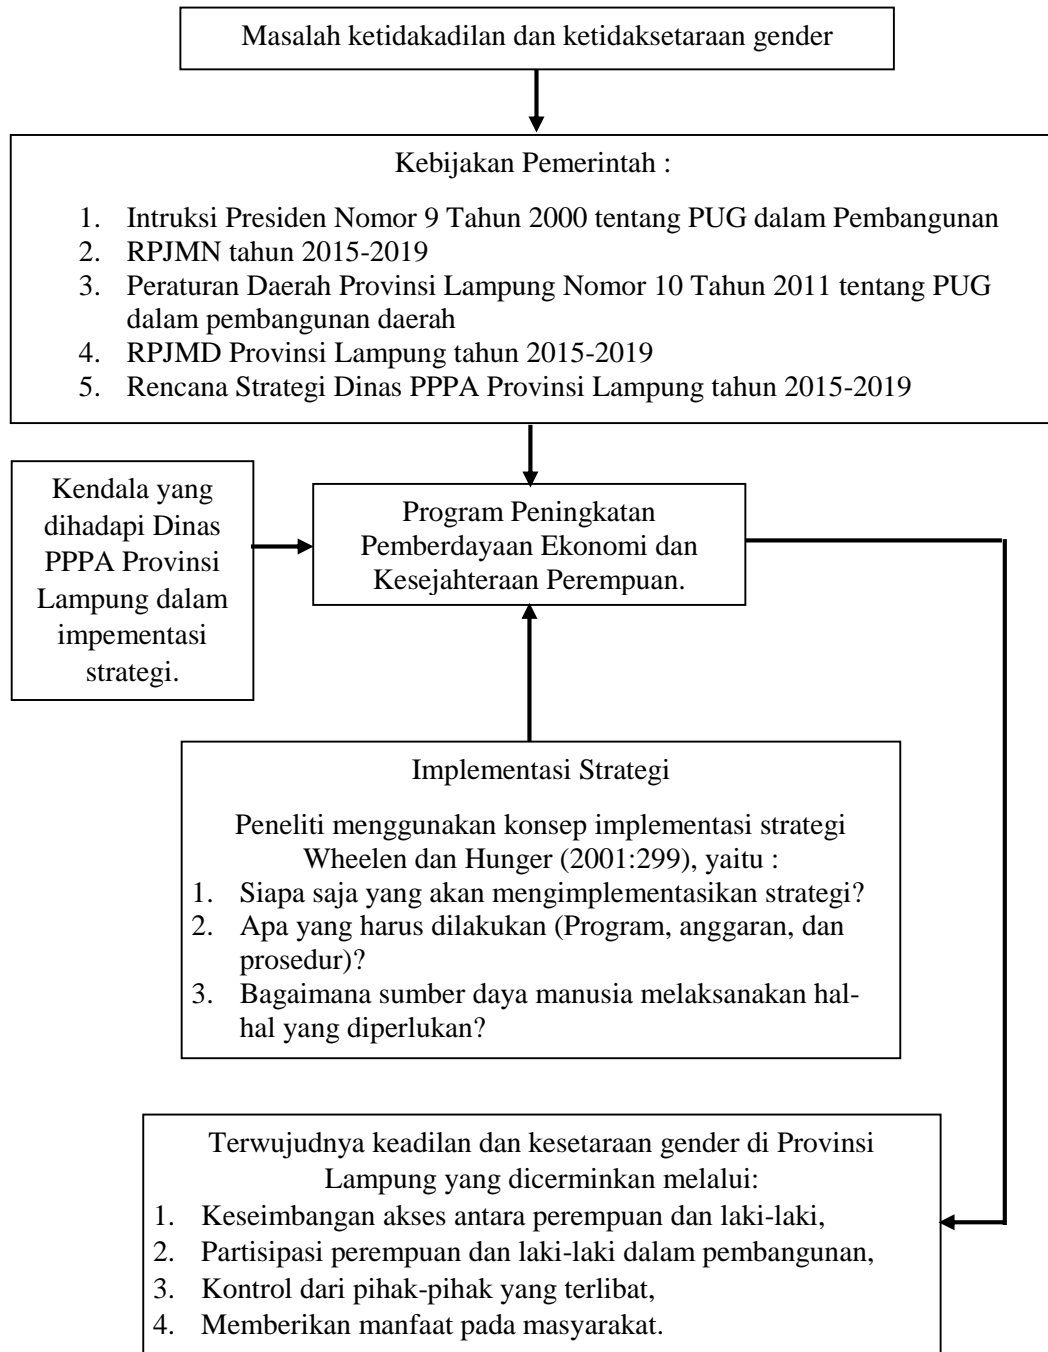 Masalah ketidakadilan dan ketidaksetaraan gender
Kebijakan Pemerintah :
1. Intruksi Presiden Nomor 9 Tahun 2000 tentang PUG dalam Pembangunan
2. RPJMN tahun 2015-2019
3. Peraturan Daerah Provinsi Lampung Nomor 10 Tahun 2011 tentang PUG
dalam pembangunan daerah
4. RPJMD Provinsi Lampung tahun 2015-2019
5. Rencana Strategi Dinas PPPA Provinsi Lampung tahun 2015-2019
Kendala yang
dihadapi Dinas
PPPA Provinsi
Lampung dalam
impementasi
strategi.
Program Peningkatan
Pemberdayaan Ekonomi dan
Kesejahteraan Perempuan.
Implementasi Strategi
Peneliti menggunakan konsep implementasi strategi
Wheelen dan Hunger (2001:299), yaitu :
1. Siapa saja yang akan mengimplementasikan strategi?
2. Apa yang harus dilakukan (Program, anggaran, dan
prosedur)?
3. Bagaimana sumber daya manusia melaksanakan hal-
hal yang diperlukan?
Terwujudnya keadilan dan kesetaraan gender di Provinsi
Lampung yang dicerminkan melalui:
1. Keseimbangan akses antara perempuan dan laki-laki,
2. Partisipasi perempuan dan laki-laki dalam pembangunan,
3. Kontrol dari pihak-pihak yang terlibat,
4. Memberikan manfaat pada masyarakat.